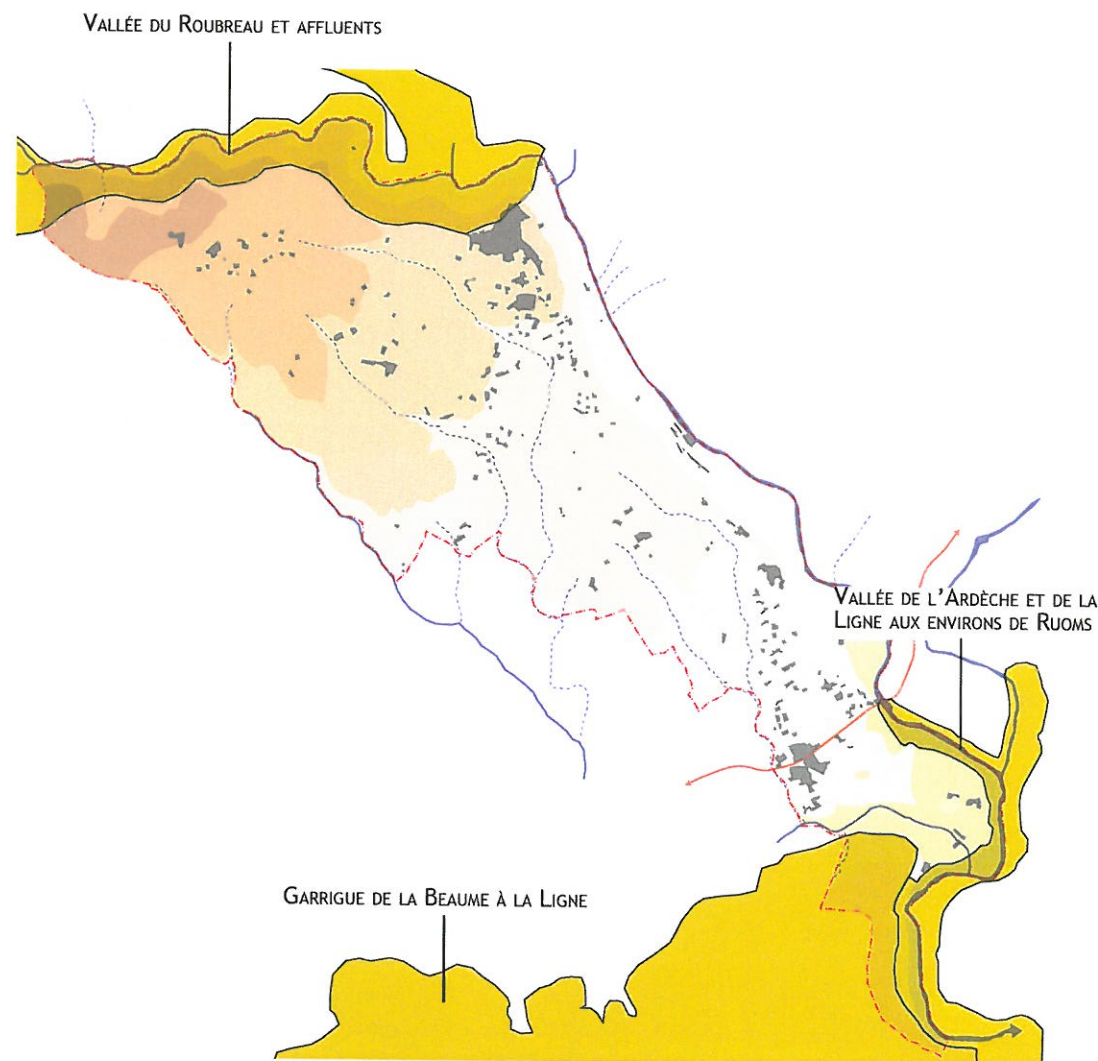 Vallée du Roubreau et affluents
Vallée de l'Ardèche et de la
Ligne aux environs de Ruoms
Garrigue de la Beaume à la Ligne